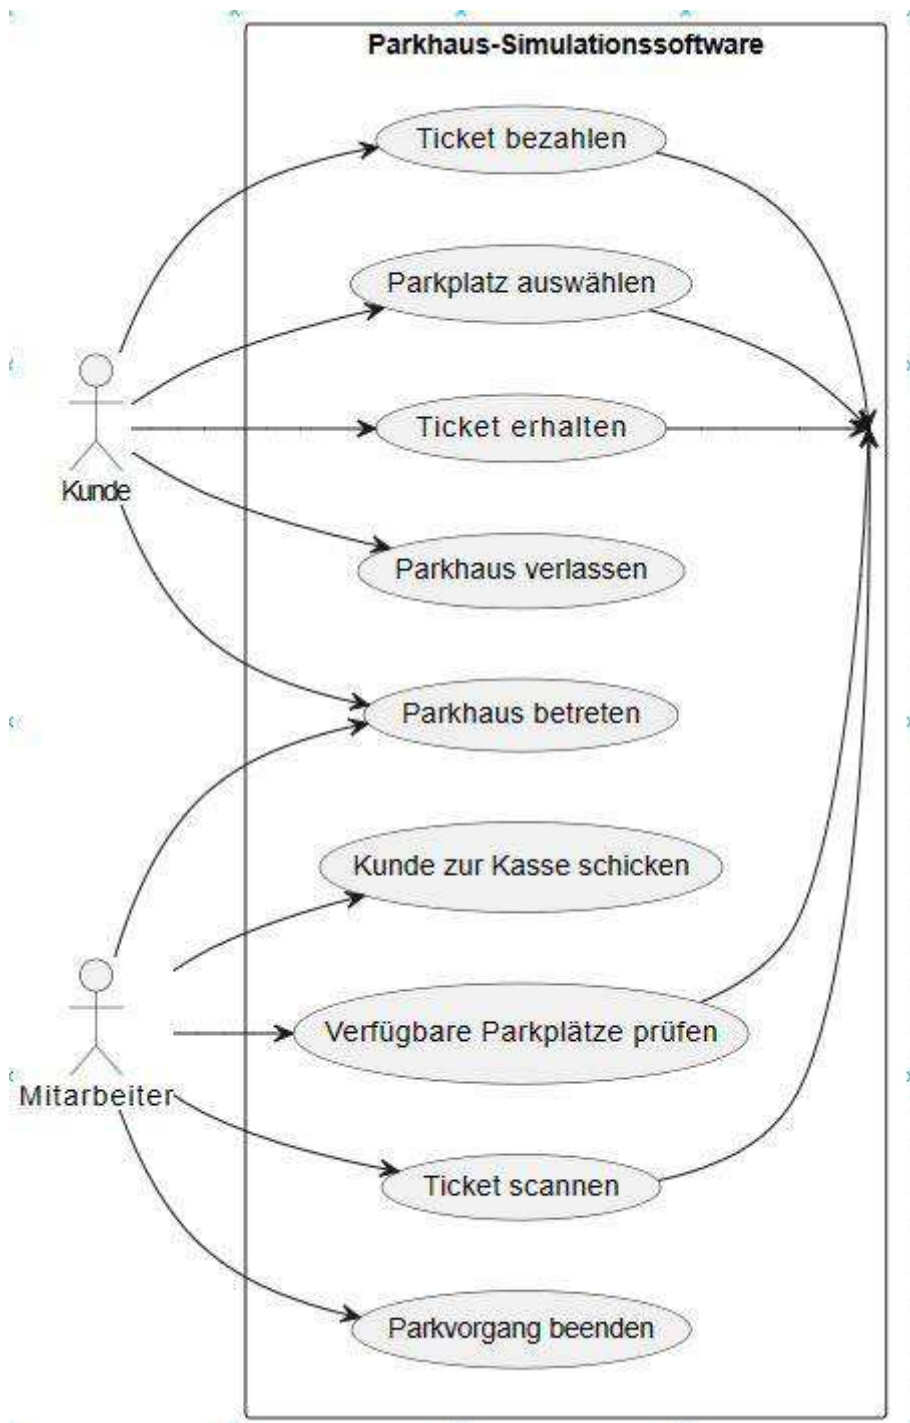 Parkhaus-Simulationssoftware
Ticket bezahlen
Parkplatz auswählen
Ticket erhalten
Kunde
Parkhaus verlassen
Parkhaus betreten
Kunde zur Kasse schicken
Verfügbare Parkplätze prüfen
Mitarbeiter
Ticket scannen
Parkvorgang beenden